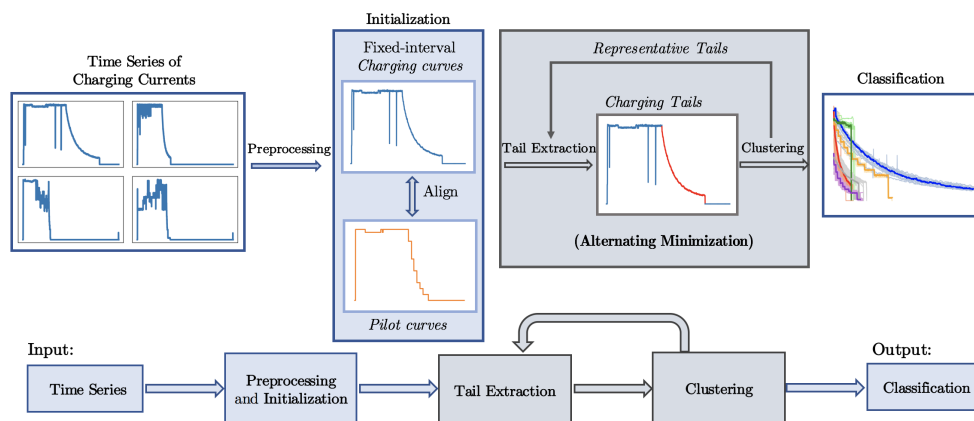 Initialization
Time Series of
Charging Currents
Fixed-interval
Charging curves
Representative Tails
Classification
Charging Tails
Preprocessing
Tail Extraction
Clustering
Align
(Alternating Minimization)
Pilot curves
Input:
Output:
Time Series
Preprocessing
and Initialization
Tail Extraction
Clustering
Classification